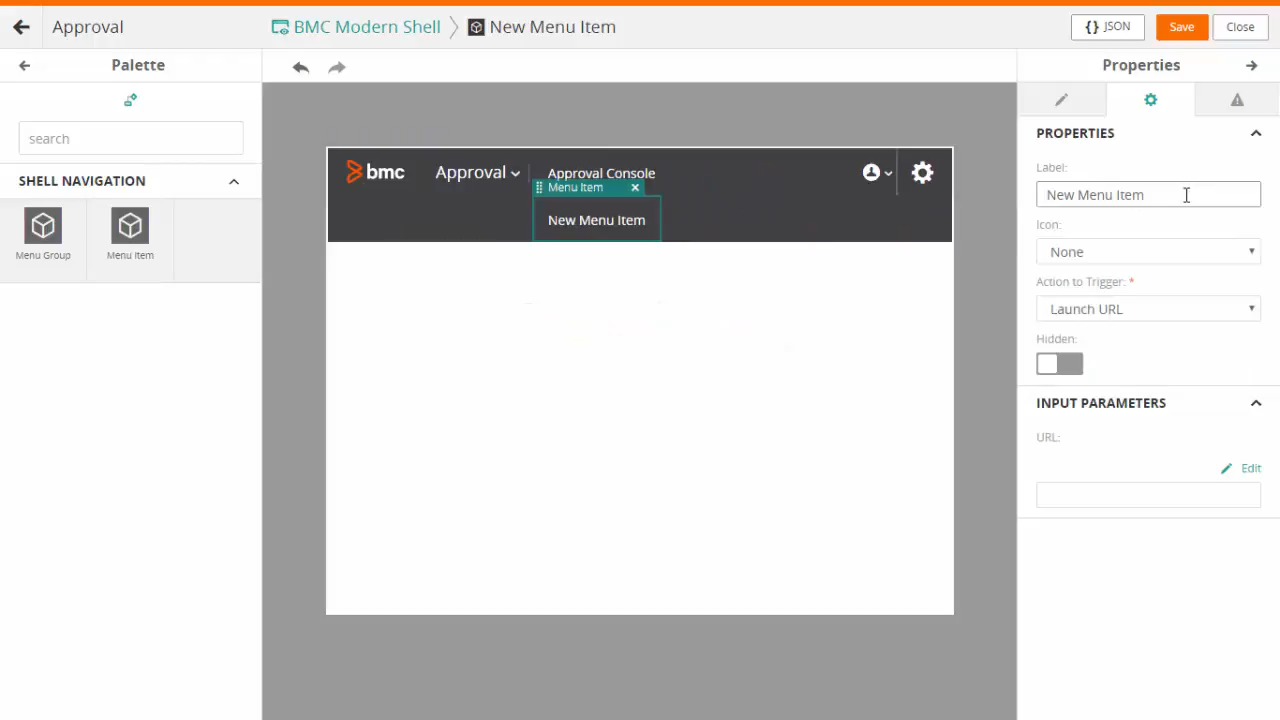 Approval
BMC Modern Shell
New Menu Item
{} JSON
Save
Close
Palette
search
SHELL NAVIGATION
Menu Group
Menu Item
bmc
Approval
Approval Console
Menu Item
New Menu Item
Properties
PROPERTIES
Label:
New Menu Item
Icon:
None
Action to Trigger: *
Launch URL
Hidden:
INPUT PARAMETERS
URL:
Edit